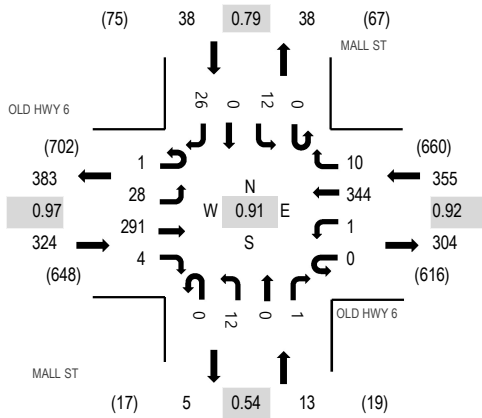 (75) 38 0.79 38 (67)
MALL ST
26 0 12 0
OLD HWY 6
(702) (660)
383 1 10 355
28 N 344
0.97 W 0.91 E 0.92
291 S 1
324 4 0 304
(648) (616)
0 12 0 1
OLD HWY 6
MALL ST
(17) 5 0.54 13 (19)